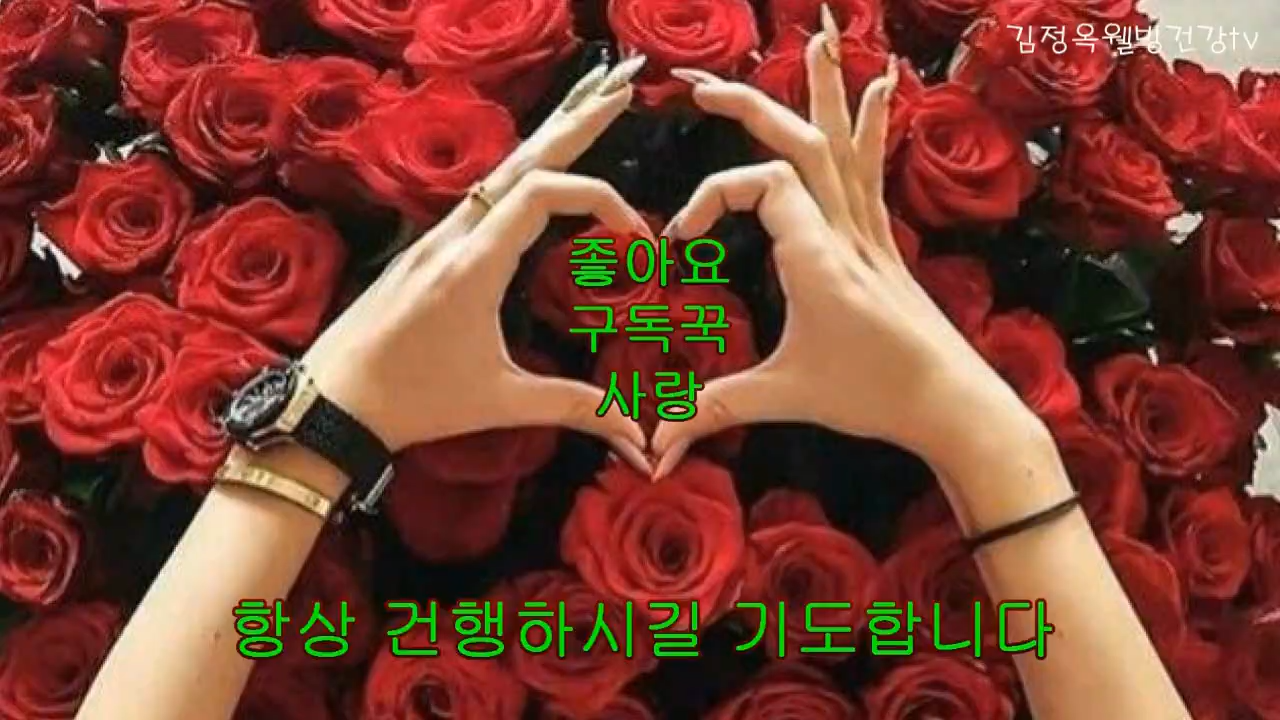 김정옥웰빙건강tv
좋아요
구독꾹
사랑
항상 건행하시길 기도합니다